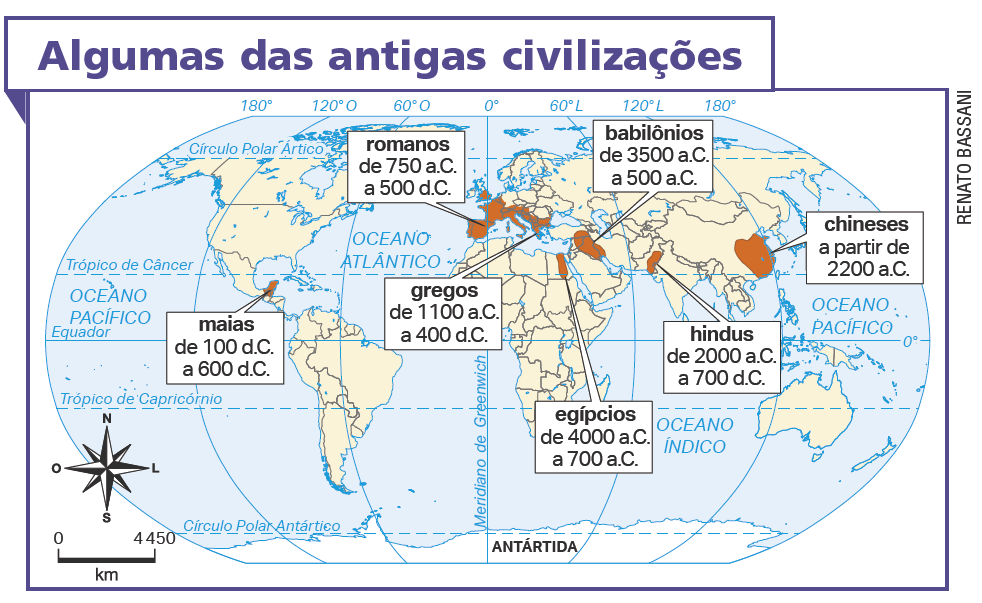 Algumas das antigas civilizações
RENATO BASSANI
180° 120° O 60° O 0° 60° L 120° L 180°
Círculo Polar Ártico
romanos
de 750 a.C.
a 500 d.C.
babilônios
de 3500 a.C.
a 500 a.C.
chineses
a partir de
2200 a.C.
OCEANO
ATLÂNTICO
Trópico de Câncer
OCEANO
PACÍFICO
gregos
de 1100 a.C.
a 400 d.C.
OCEANO
PACÍFICO
maias
de 100 d.C.
a 600 d.C.
hindus
de 2000 a.C.
a 700 d.C.
Equador
0°
Meridiano de Greenwich
Trópico de Capricórnio
egípcios
de 4000 a.C.
a 700 a.C.
OCEANO
ÍNDICO
N
O L
S
Círculo Polar Antártico
0 4 450
km
ANTÁRTIDA